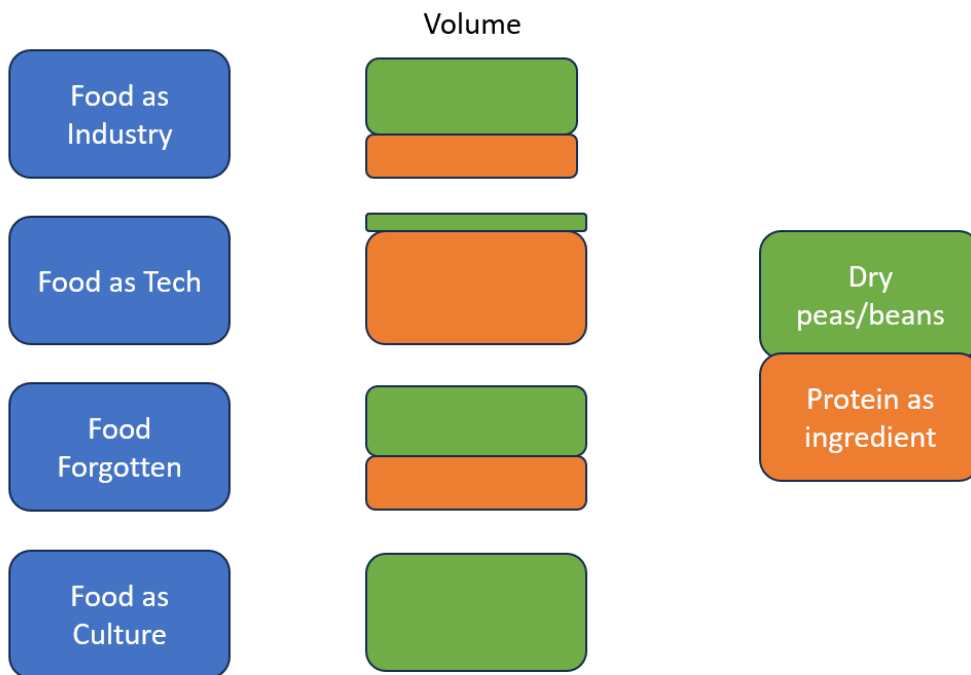 Volume
Food as
Industry
Food as Tech
Dry
peas/beans
Protein as
ingredient
Food
Forgotten
Food as
Culture